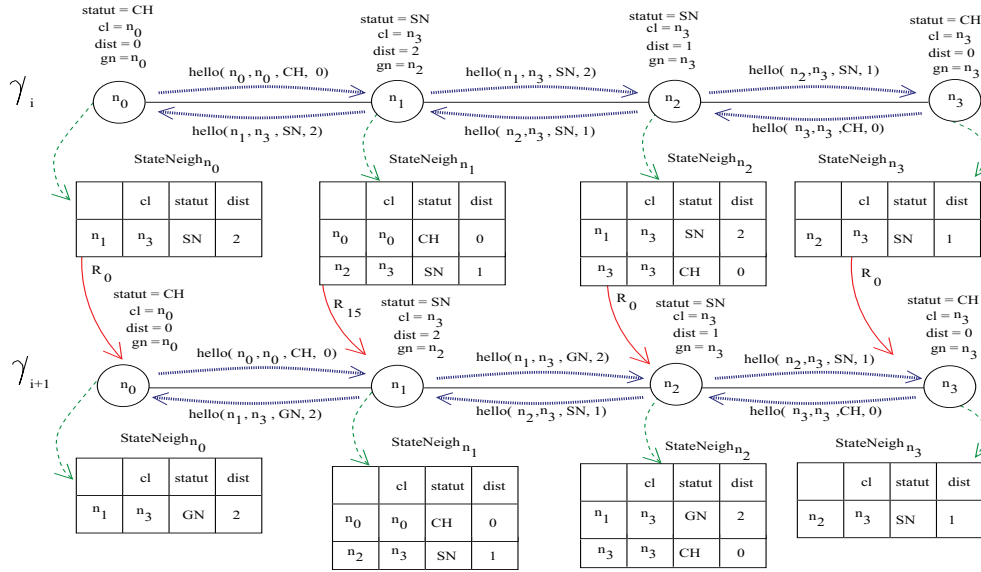 statut = CH
cl = n0
dist = 0
gn = n0
statut = SN
cl = n3
dist = 2
gn = n2
statut = SN
cl = n3
dist = 1
gn = n3
statut = CH
cl = n3
dist = 0
gn = n3
γ i
n0
hello( n0, n0 , CH, 0)
n1
hello( n1, n3 , SN, 2)
n2
hello( n2, n3 , SN, 1)
n3
hello( n1, n3 , SN, 2)
hello( n2, n3 , SN, 1)
hello( n3, n3 ,CH, 0)
StateNeigh n0
cl statut dist
n1 n3 SN 2
StateNeigh n1
cl statut dist
n0 n0 CH 0
n2 n3 SN 1
StateNeigh n2
cl statut dist
n1 n3 SN 2
n3 n3 CH 0
StateNeigh n3
cl statut dist
n2 n3 SN 1
R0
R15
R0
R0
statut = CH
cl = n0
dist = 0
gn = n0
statut = SN
cl = n3
dist = 2
gn = n2
statut = SN
cl = n3
dist = 1
gn = n3
statut = CH
cl = n3
dist = 0
gn = n3
γ i+1
n0
hello( n0, n0 , CH, 0)
n1
hello( n1, n3 , GN, 2)
n2
hello( n2, n3 , SN, 1)
n3
hello( n1, n3 , GN, 2)
hello( n2, n3 , SN, 1)
hello( n3, n3 ,CH, 0)
StateNeigh n0
cl statut dist
n1 n3 GN 2
StateNeigh n1
cl statut dist
n0 n0 CH 0
n2 n3 SN 1
StateNeigh n2
cl statut dist
n1 n3 GN 2
n3 n3 CH 0
StateNeigh n3
cl statut dist
n2 n3 SN 1